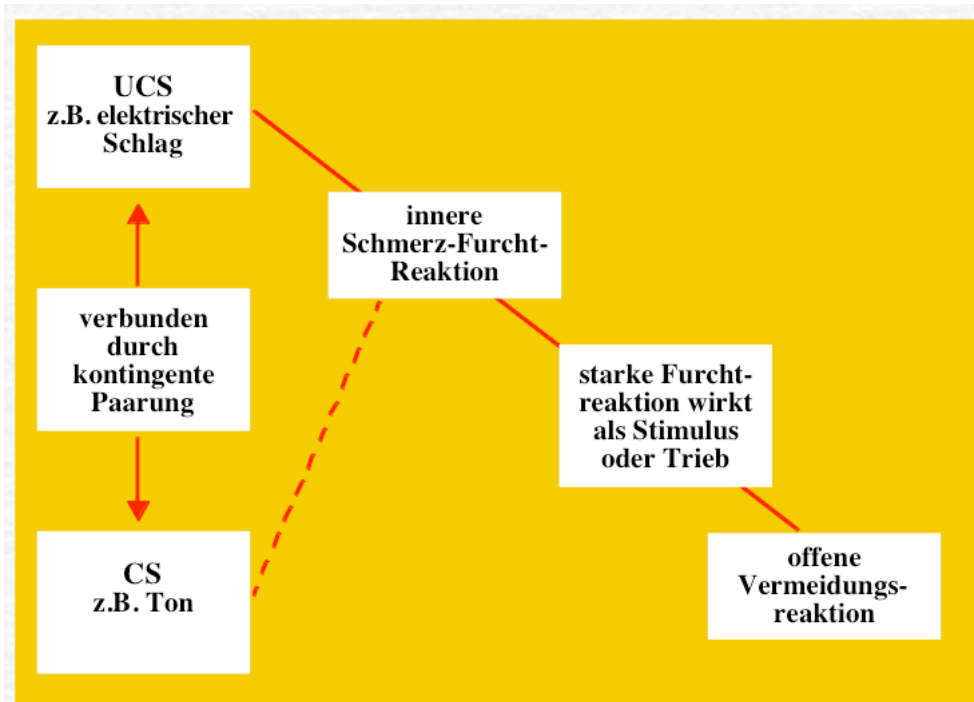 UCS
z.B. elektrischer
Schlag
innere
Schmerz-Furcht-
Reaktion
verbunden
durch
kontingente
Paarung
starke Furcht-
reaktion wirkt
als Stimulus
oder Trieb
CS
z.B. Ton
offene
Vermeidungs-
reaktion